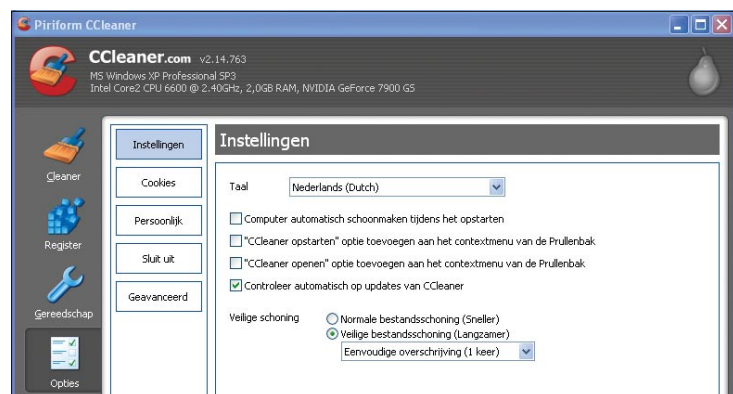 Piriform CCleaner
CCleaner.com v2.14.763
MS Windows XP Professional SP3
Intel Core2 CPU 6600 @ 2.40GHz, 2,0GB RAM, NVIDIA GeForce 7900 GS
Cleaner
Register
Gereedschap
Opties
Instellingen
Cookies
Persoonlijk
Sluit uit
Geavanceerd
Instellingen
Taal Nederlands (Dutch)
Computer automatisch schoonmaken tijdens het opstarten
"CCleaner opstarten" optie toevoegen aan het contextmenu van de Prullenbak
"CCleaner openen" optie toevoegen aan het contextmenu van de Prullenbak
Controleer automatisch op updates van CCleaner
Veilige schoning Normale bestandsschoning (Sneller)
Veilige bestandsschoning (Langzamer)
Eenvoudige overschrijving (1 keer)